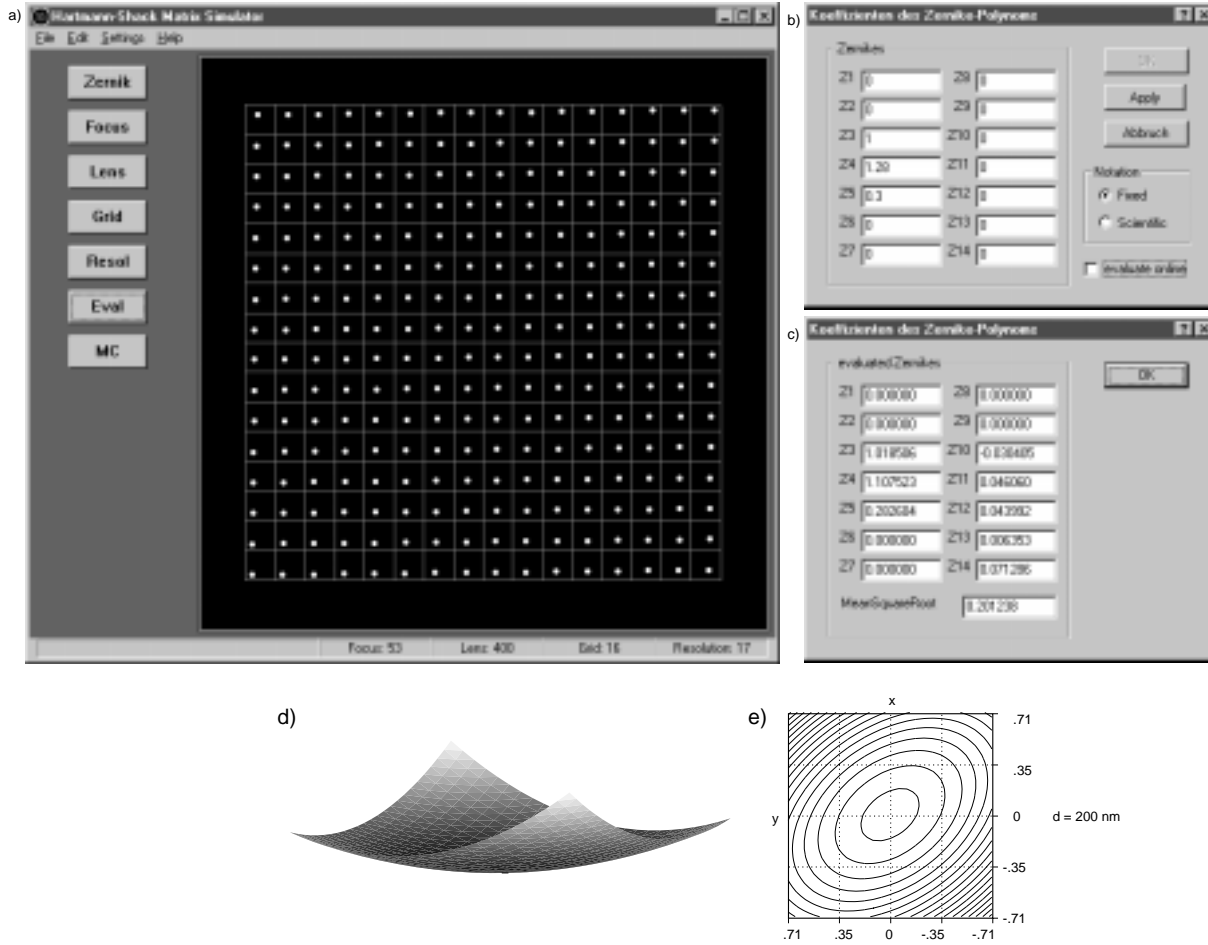 a)
Hartmann-Shack Matrix Simulator
File Edit Settings Help
Zernik
Focus
Lens
Grid
Resol
Eval
MC
Focus: 53 Lens: 400 Grid: 16 Resolution: 17
b)
Koeffizienten des Zernike-Polynoms
Zernikes
Z1 0 Z8 0
Z2 0 Z9 0
Z3 1 Z10 0
Z4 1.28 Z11 0
Z5 0.3 Z12 0
Z6 0 Z13 0
Z7 0 Z14 0
OK
Apply
Abbruch
Notation
Fixed
Scientific
evaluate online
c)
Koeffizienten des Zernike-Polynoms
evaluated Zernikes
Z1 0.000000 Z8 0.000000
Z2 0.000000 Z9 0.000000
Z3 1.018506 Z10 -0.030405
Z4 1.107523 Z11 0.046060
Z5 0.202604 Z12 0.043992
Z6 0.000000 Z13 0.006353
Z7 0.000000 Z14 0.071286
MeanSquareRoot 0.201298
OK
d)
e)
x
.71
.35
y 0 d = 200 nm
-.35
-.71
.71 .35 0 -.35 -.71